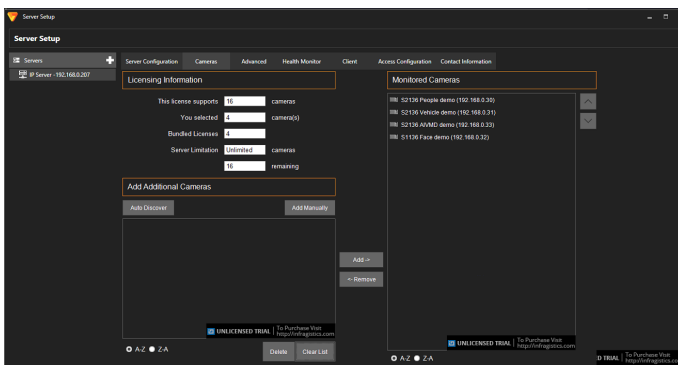 Server Setup
Server Setup
Servers
IP Server -192.168.0.207
Server Configuration Cameras Advanced Health Monitor Client Access Configuration Contact Information
Licensing Information
This license supports 16 cameras
You selected 4 camera(s)
Bundled Licenses 4
Server Limitation Unlimited cameras
16 remaining
Add Additional Cameras
Auto Discover Add Manually
UNLICENSED TRIAL To Purchase Visit
http://infragistics.com
A-Z Z-A
Delete Clear List
Add ->
<- Remove
Monitored Cameras
S2136 People demo (192.168.0.30)
S2136 Vehicle demo (192.168.0.31)
S2136 AIVMD demo (192.168.0.33)
S1136 Face demo (192.168.0.32)
UNLICENSED TRIAL To Purchase Visit
http://infragistics.com
A-Z Z-A
D TRIAL To Purchase Visit
http://infragistics.co